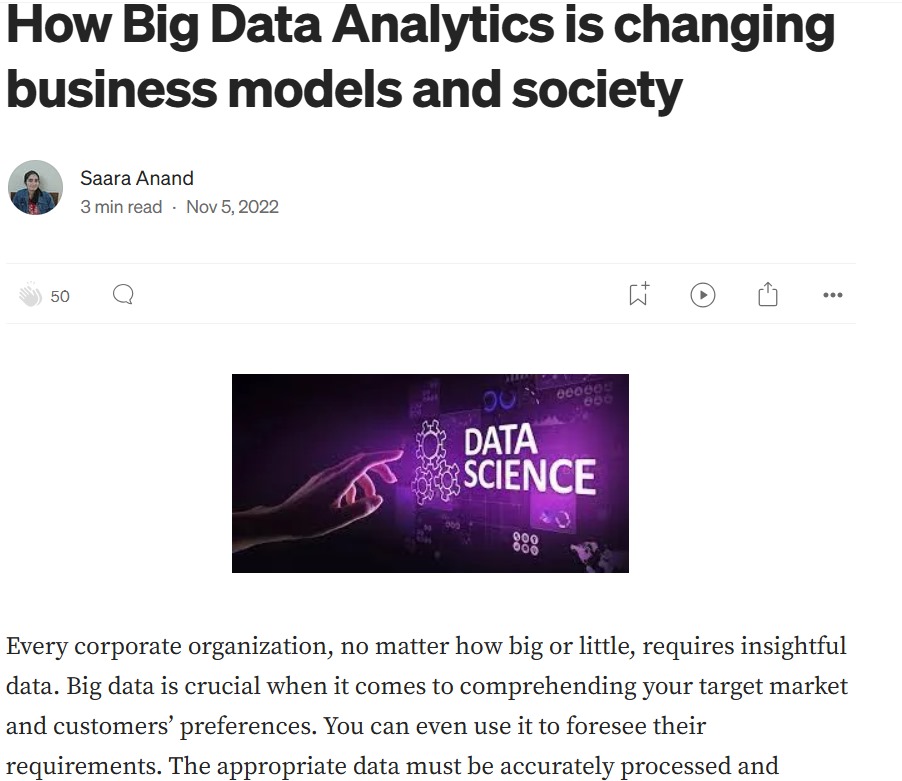 How Big Data Analytics is changing
business models and society
Saara Anand
3 min read · Nov 5, 2022
50
DATA
SCIENCE
Every corporate organization, no matter how big or little, requires insightful
data. Big data is crucial when it comes to comprehending your target market
and customers’ preferences. You can even use it to foresee their
requirements. The appropriate data must be accurately processed and